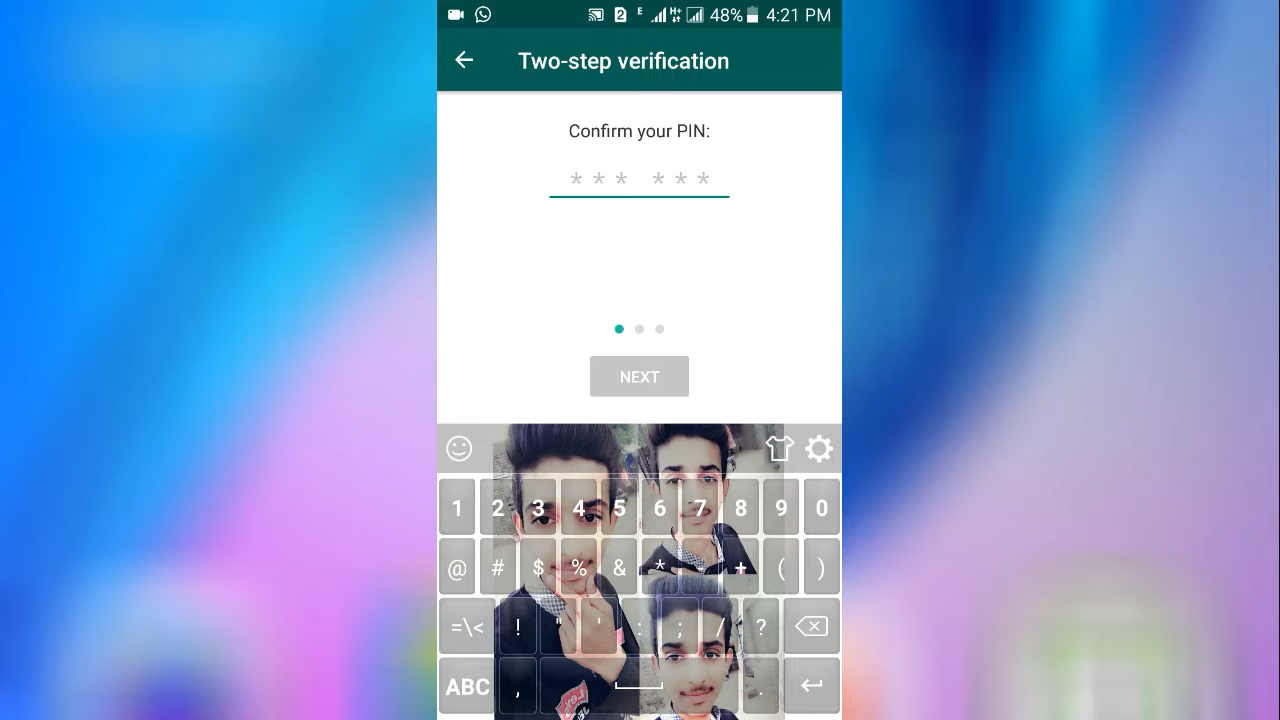 2 E H+ 48% 4:21 PM
Two-step verification
Confirm your PIN:
* * * * * *
NEXT
1 2 3 4 5 6 7 8 9 0
@ # $ % & * - + ( )
=\< ! " ' : ; / ?
ABC , .